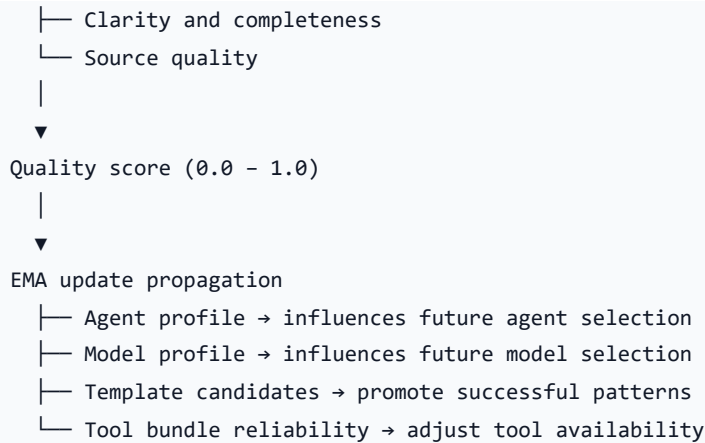 ├── Clarity and completeness
└── Source quality
│
▼
Quality score (0.0 – 1.0)
│
▼
EMA update propagation
├── Agent profile → influences future agent selection
├── Model profile → influences future model selection
├── Template candidates → promote successful patterns
└── Tool bundle reliability → adjust tool availability